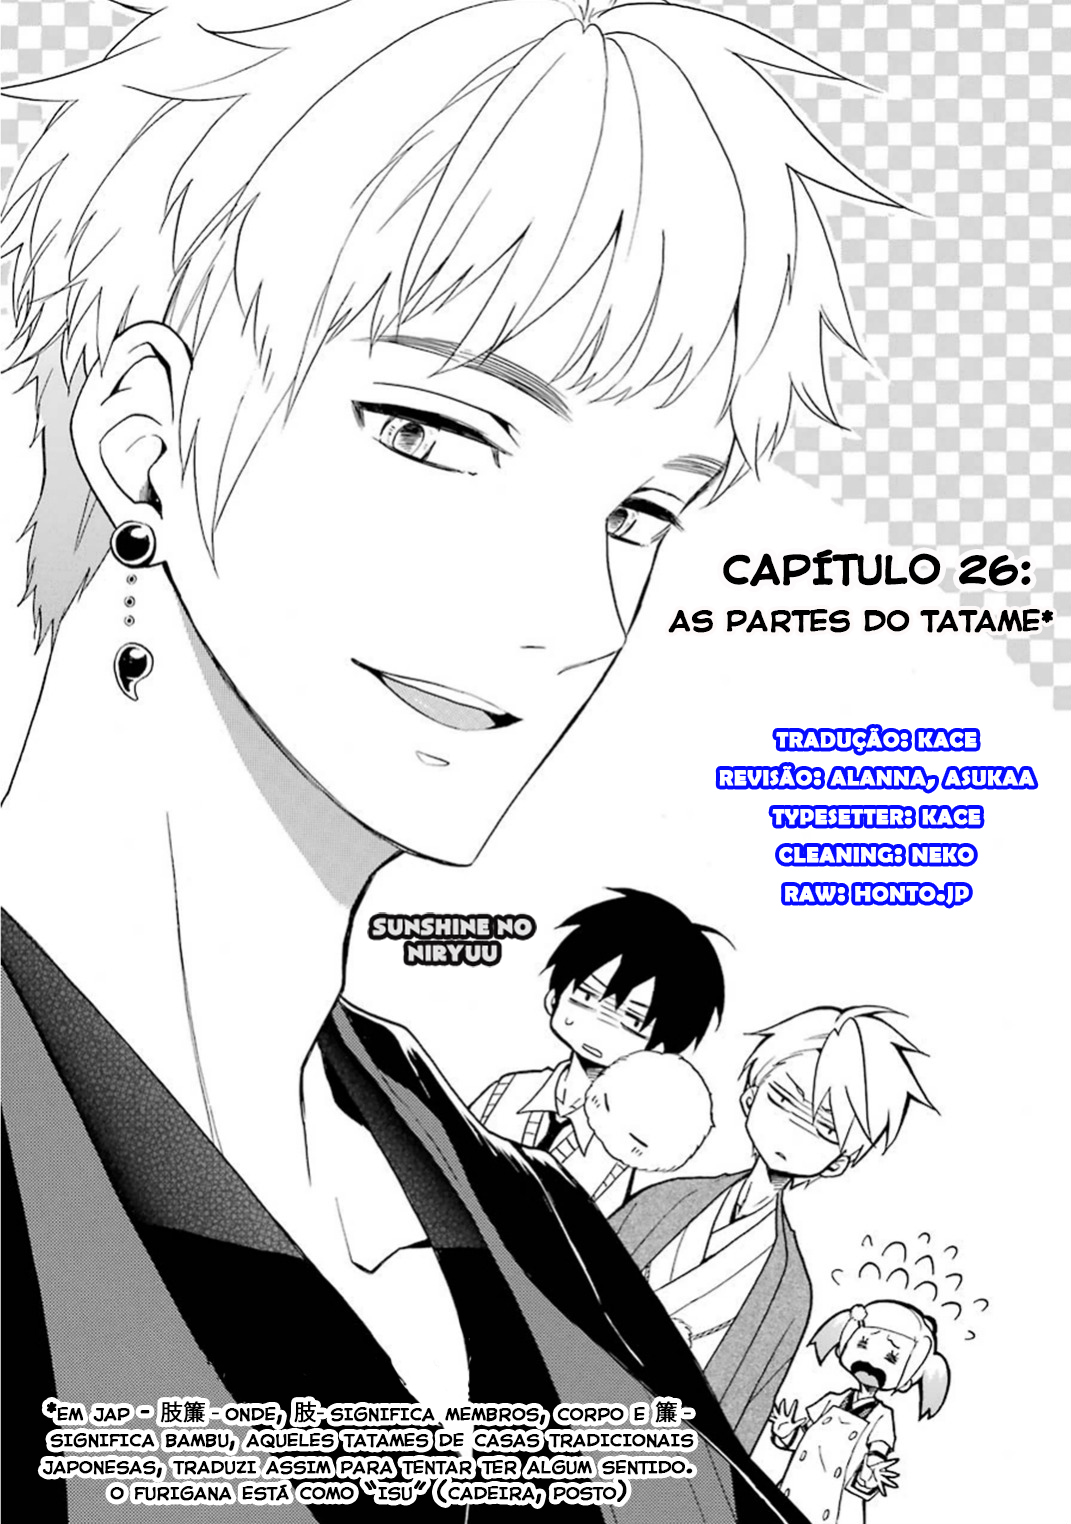 CAPÍTULO 26:
AS PARTES DO TATAME*
TRADUÇÃO: KACE
REVISÃO: ALANNA, ASUKAA
TYPESETTER: KACE
CLEANING: NEKO
RAW: HONTO.JP
SUNSHINE NO
NIRYUU
*EM JAP - 肢簾 - ONDE, 肢- SIGNIFICA MEMBROS, CORPO E 簾 -
SIGNIFICA BAMBU, AQUELES TATAMES DE CASAS TRADICIONAIS
JAPONESAS, TRADUZI ASSIM PARA TENTAR TER ALGUM SENTIDO.
O FURIGANA ESTÁ COMO "ISU" (CADEIRA, POSTO)